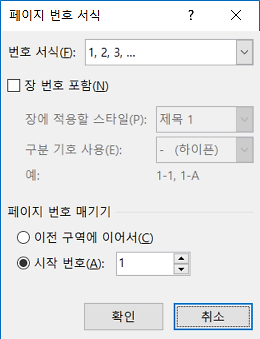 페이지 번호 서식 ? ×
번호 서식(F): 1, 2, 3, ...
장 번호 포함(N)
장에 적용할 스타일(P): 제목 1
구분 기호 사용(E): - (하이픈)
예: 1-1, 1-A
페이지 번호 매기기
이전 구역에 이어서(C)
시작 번호(A): 1
확인 취소